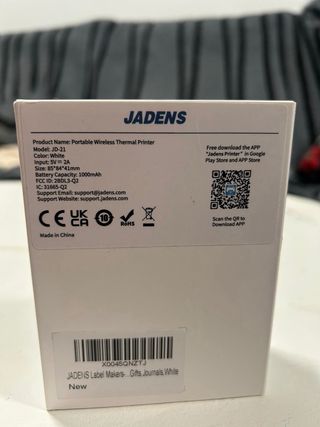 JADENS
Product Name: Portable Wireless Thermal Printer
Model: JD-21
Color: White
Input: 5V ⎓ 2A
Size: 85*84*41mm
Battery Capacity: 1000mAh
FCC ID: 2BDL3-Q2
IC: 31665-Q2
Support Email: support@jadens.com
Support Website: support.jadens.com
CE UK CA 10 RoHS
Made in China
Free download the APP
"Jadens Printer" in Google
Play Store and App Store
Scan the QR to
Download APP
X0045QNZTJ
JADENS Label Makers- ...Gifts,Journals,White
New